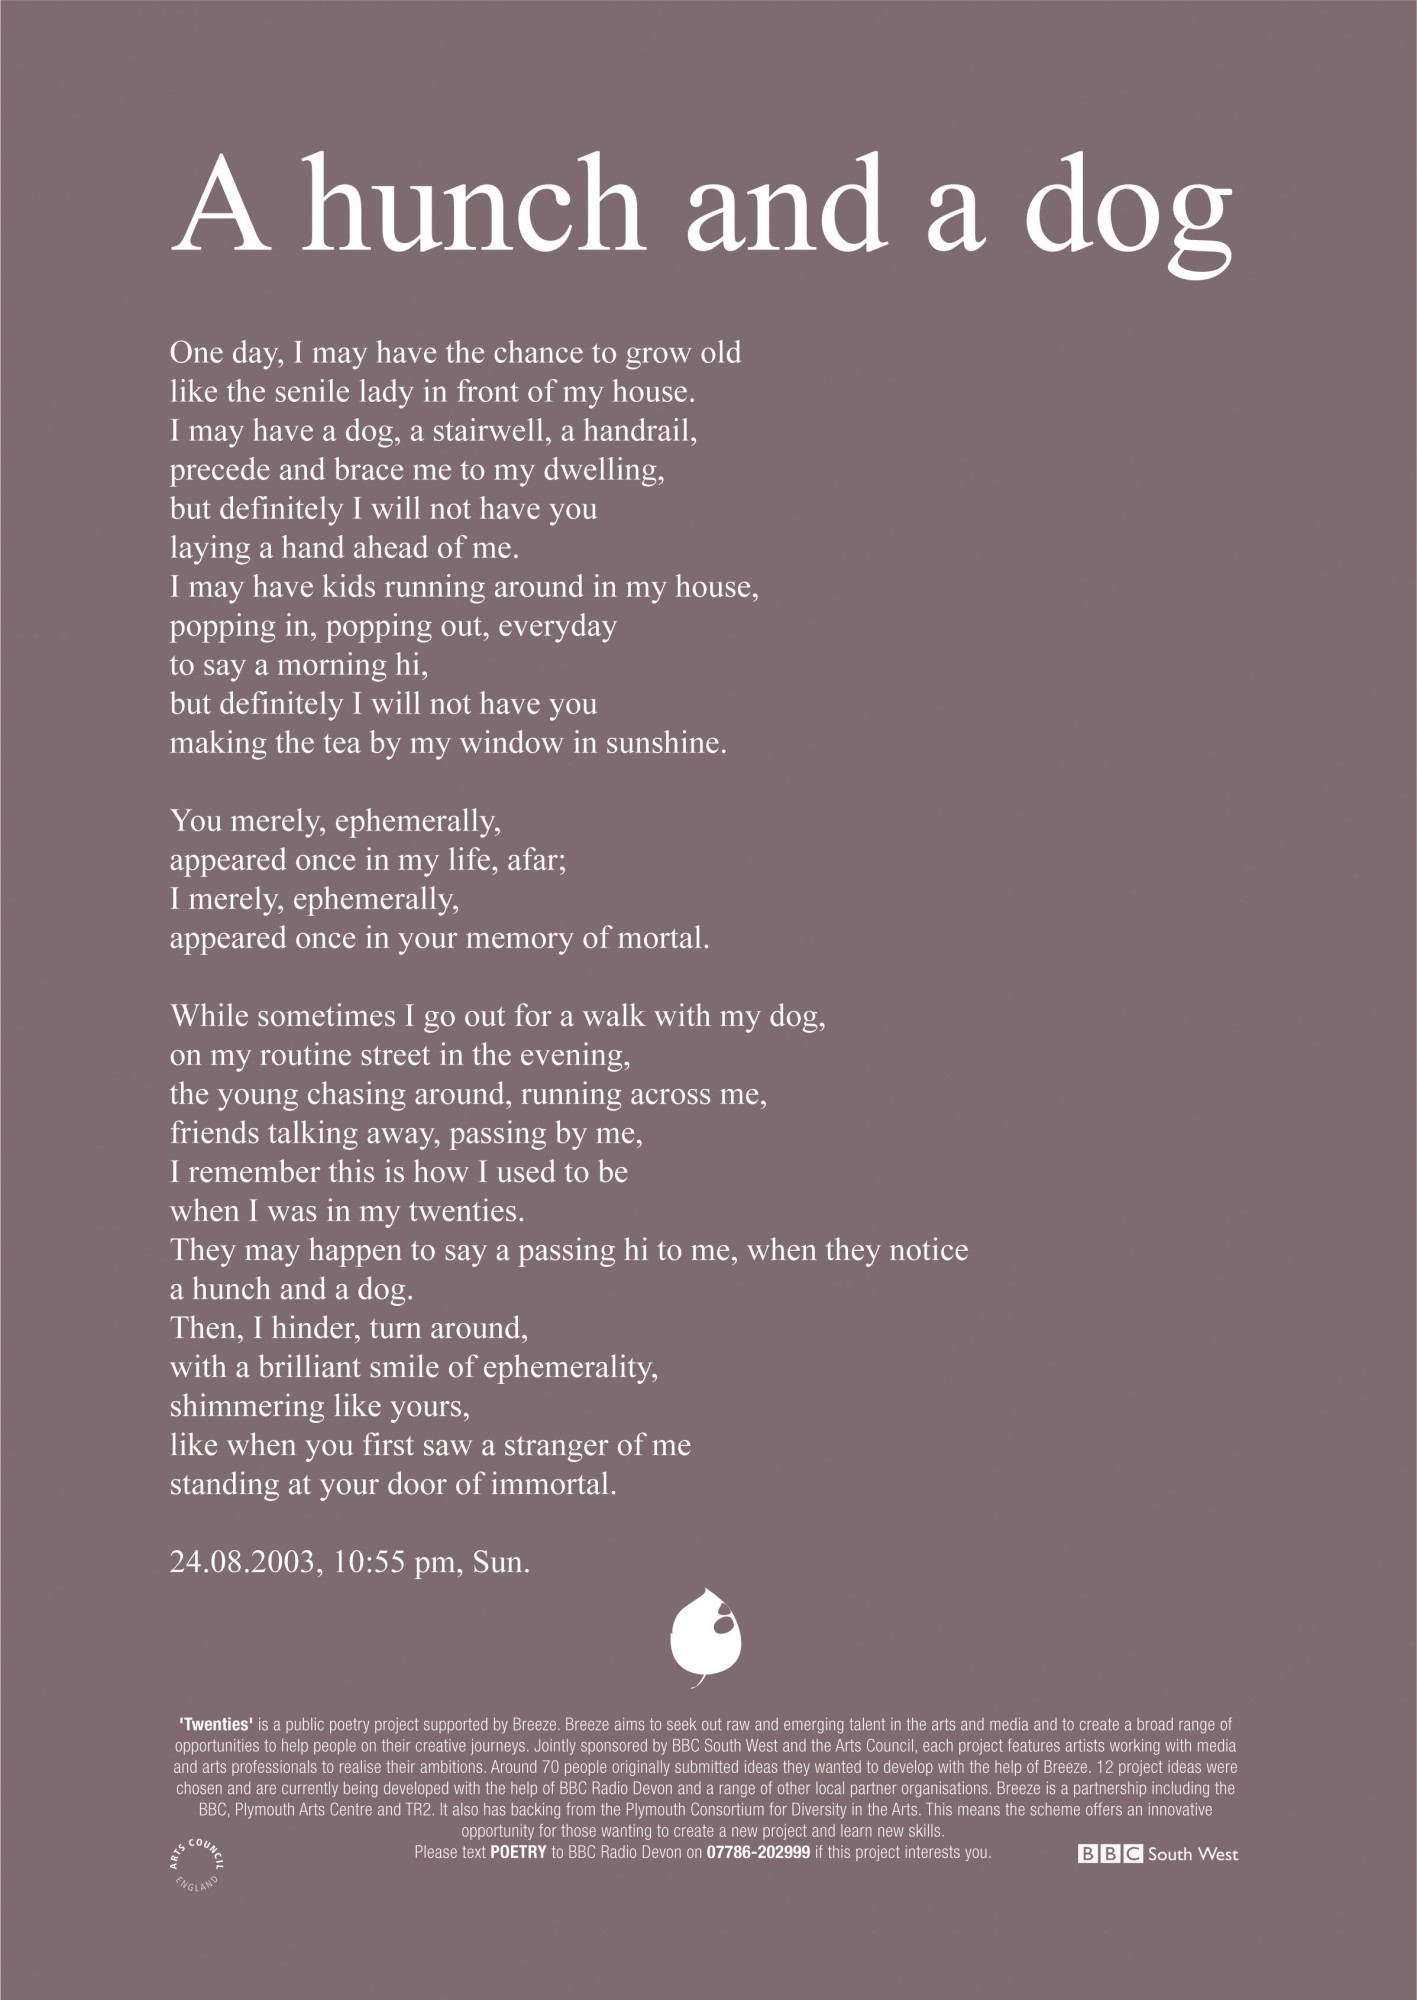 A hunch and a dog
One day, I may have the chance to grow old
like the senile lady in front of my house.
I may have a dog, a stairwell, a handrail,
precede and brace me to my dwelling,
but definitely I will not have you
laying a hand ahead of me.
I may have kids running around in my house,
popping in, popping out, everyday
to say a morning hi,
but definitely I will not have you
making the tea by my window in sunshine.
You merely, ephemerally,
appeared once in my life, afar;
I merely, ephemerally,
appeared once in your memory of mortal.
While sometimes I go out for a walk with my dog,
on my routine street in the evening,
the young chasing around, running across me,
friends talking away, passing by me,
I remember this is how I used to be
when I was in my twenties.
They may happen to say a passing hi to me, when they notice
a hunch and a dog.
Then, I hinder, turn around,
with a brilliant smile of ephemerality,
shimmering like yours,
like when you first saw a stranger of me
standing at your door of immortal.
24.08.2003, 10:55 pm, Sun.
'Twenties' is a public poetry project supported by Breeze. Breeze aims to seek out raw and emerging talent in the arts and media and to create a broad range of
opportunities to help people on their creative journeys. Jointly sponsored by BBC South West and the Arts Council, each project features artists working with media
and arts professionals to realise their ambitions. Around 70 people originally submitted ideas they wanted to develop with the help of Breeze. 12 project ideas were
chosen and are currently being developed with the help of BBC Radio Devon and a range of other local partner organisations. Breeze is a partnership including the
BBC, Plymouth Arts Centre and TR2. It also has backing from the Plymouth Consortium for Diversity in the Arts. This means the scheme offers an innovative
opportunity for those wanting to create a new project and learn new skills.
Please text POETRY to BBC Radio Devon on 07786-202999 if this project interests you.
ARTS COUNCIL
ENGLAND
BBC South West